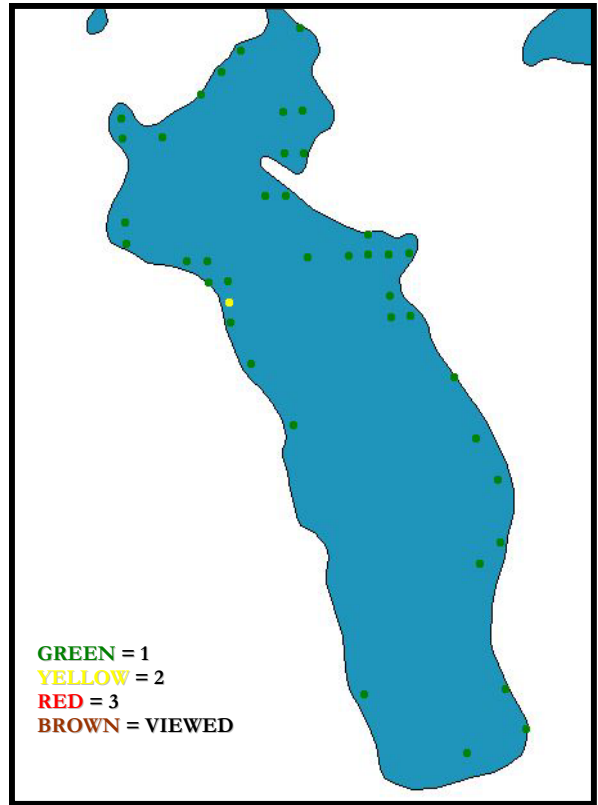 GREEN = 1
YELLOW = 2
RED = 3
BROWN = VIEWED